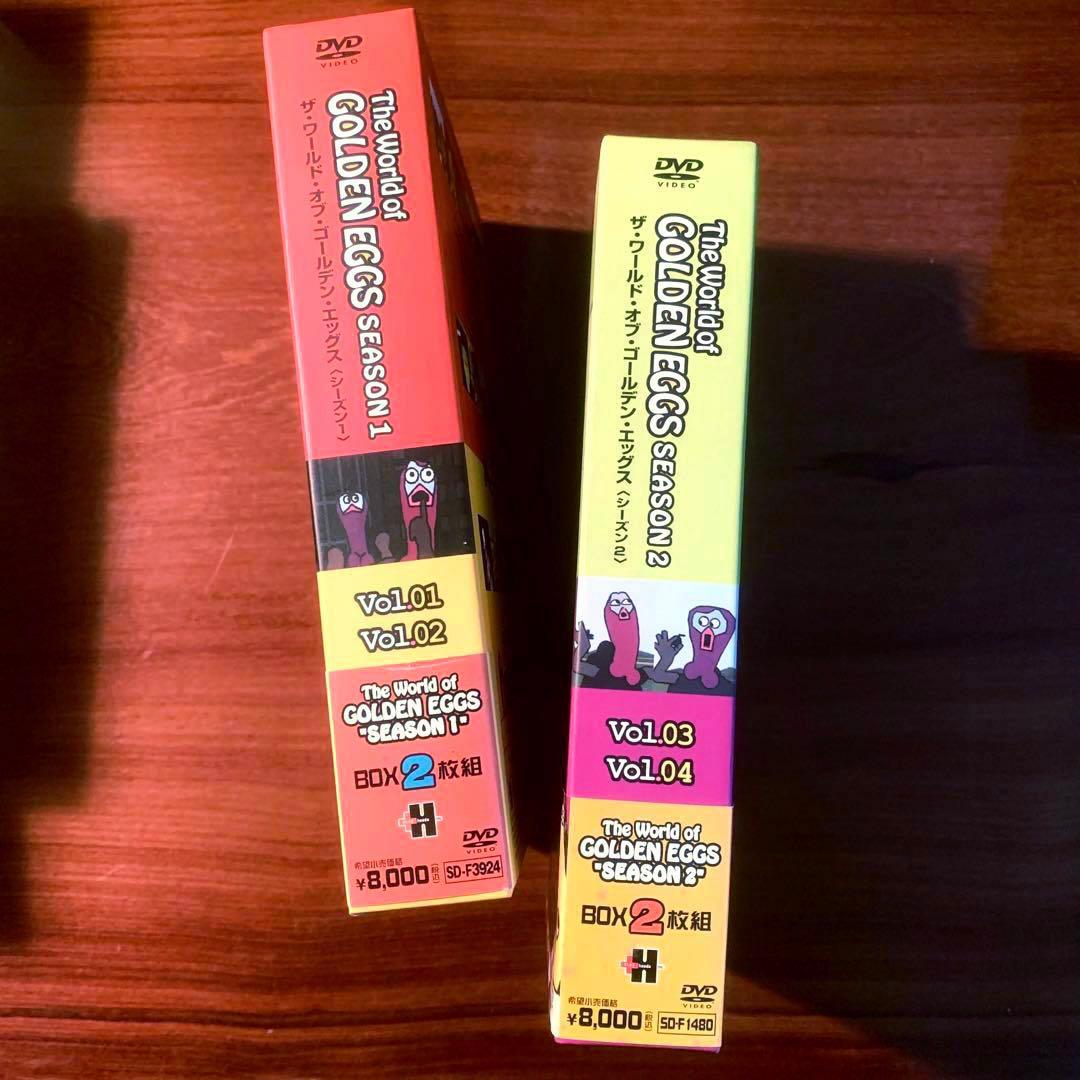 DVD
VIDEO
The World of
GOLDEN EGGS SEASON 1
ザ・ワールド・オブ・ゴールデン・エッグス〈シーズン1〉
Vol.01
Vol.02
The World of
GOLDEN EGGS
"SEASON 1"
BOX2枚組
H
heads
DVD
VIDEO
希望小売価格
¥8,000(税込)
SD-F3924
DVD
VIDEO
The World of
GOLDEN EGGS SEASON 2
ザ・ワールド・オブ・ゴールデン・エッグス〈シーズン2〉
Vol.03
Vol.04
The World of
GOLDEN EGGS
"SEASON 2"
BOX2枚組
H
heads
DVD
VIDEO
希望小売価格
¥8,000(税込)
SD-F1480